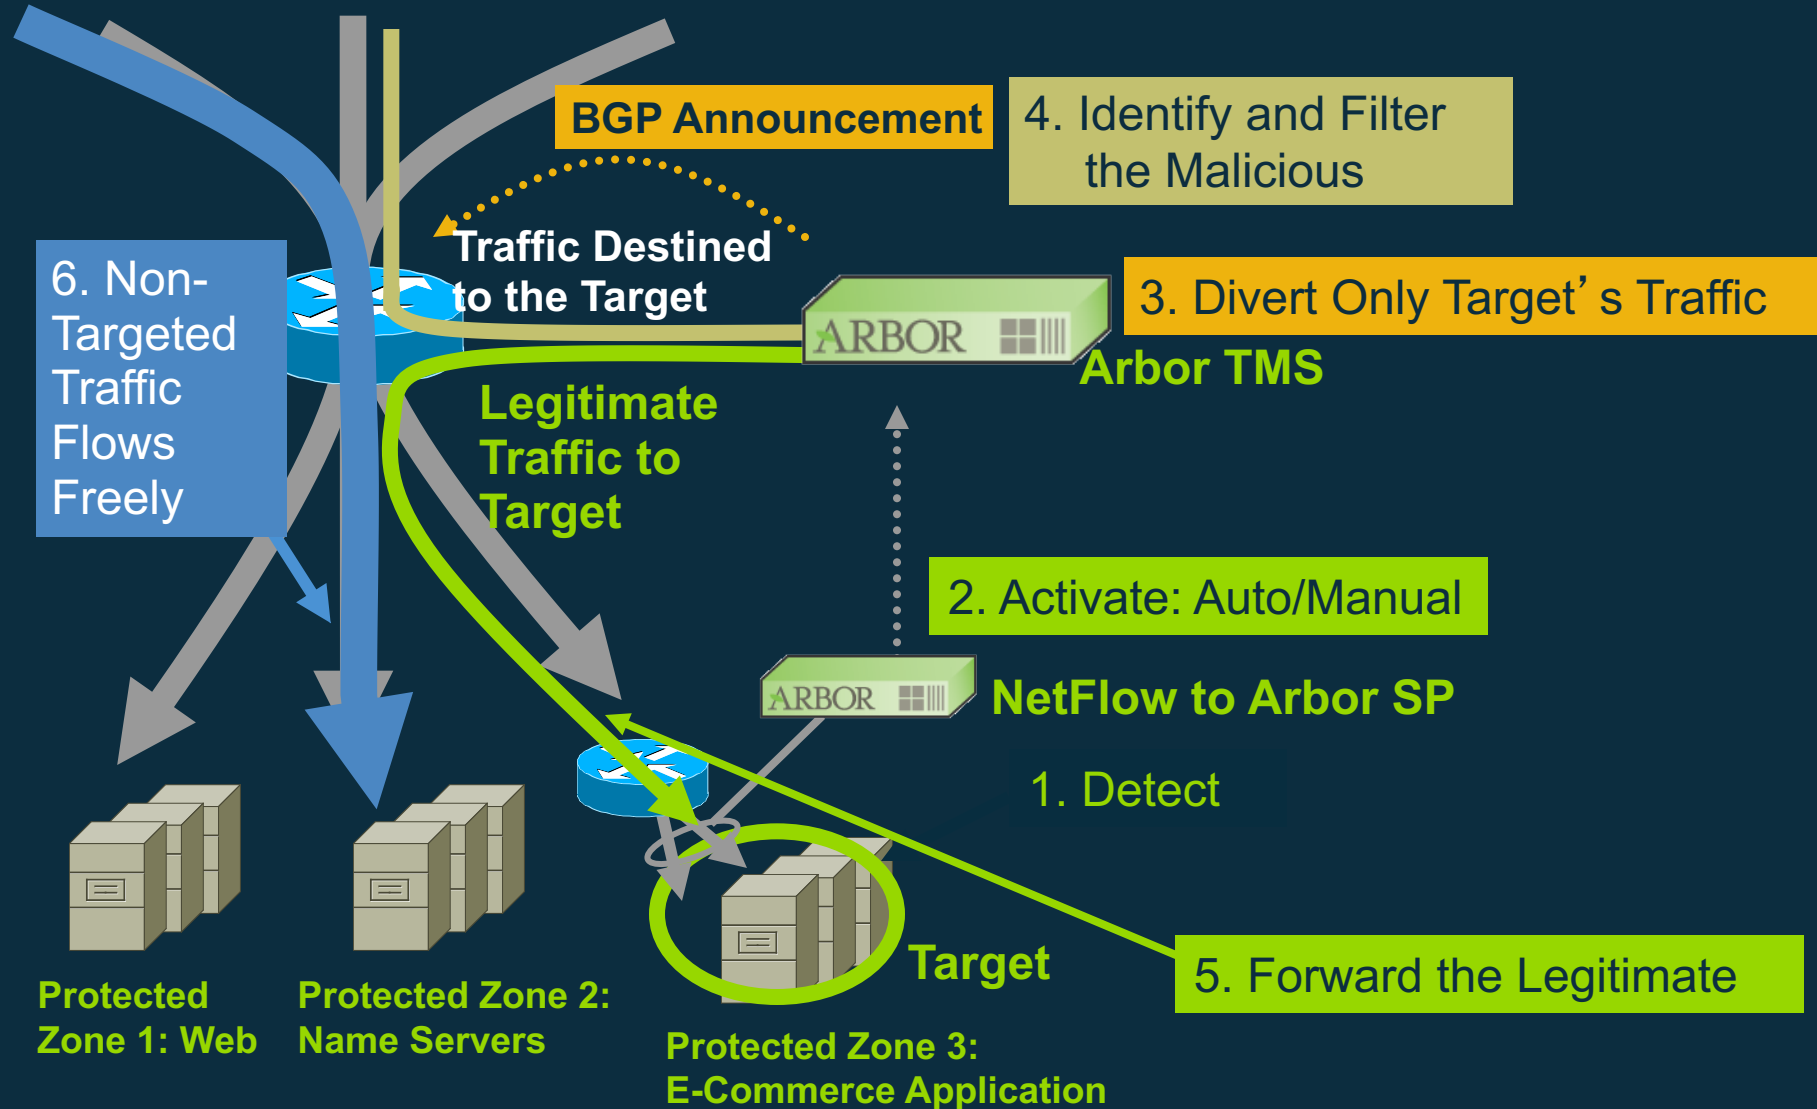 BGP Announcement
4. Identify and Filter
the Malicious
Traffic Destined
to the Target
6. Non-
Targeted
Traffic
Flows
Freely
3. Divert Only Target’s Traffic
ARBOR
Arbor TMS
Legitimate
Traffic to
Target
2. Activate: Auto/Manual
ARBOR
NetFlow to Arbor SP
1. Detect
Target
5. Forward the Legitimate
Protected
Zone 1: Web
Protected Zone 2:
Name Servers
Protected Zone 3:
E-Commerce Application